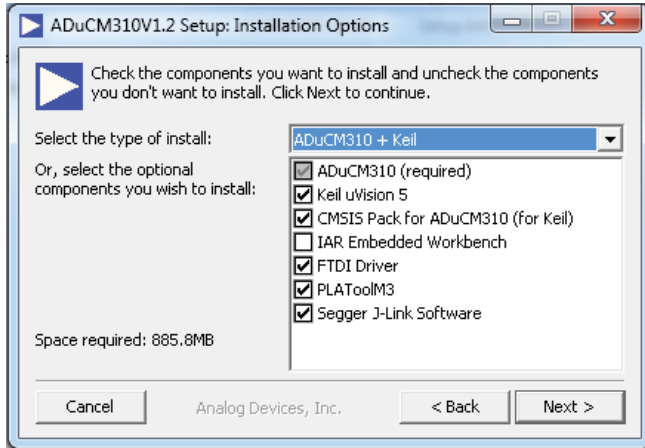 ADuCM310V1.2 Setup: Installation Options
Check the components you want to install and uncheck the components
you don't want to install. Click Next to continue.
Select the type of install:
ADuCM310 + Keil
Or, select the optional
components you wish to install:
ADuCM310 (required)
Keil uVision 5
CMSIS Pack for ADuCM310 (for Keil)
IAR Embedded Workbench
FTDI Driver
PLAToolM3
Segger J-Link Software
Space required: 885.8MB
Cancel
Analog Devices, Inc.
< Back
Next >